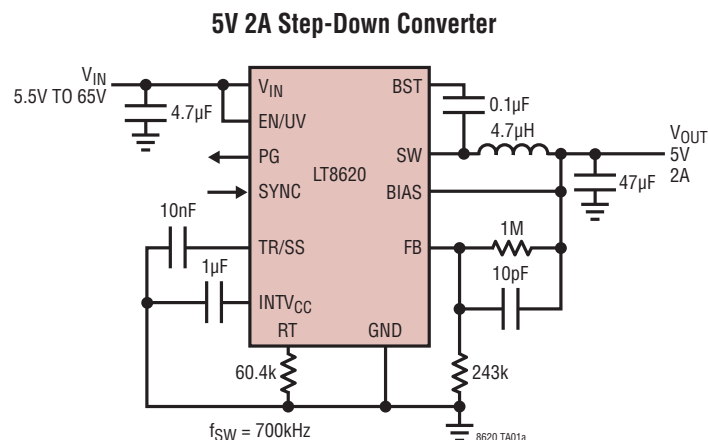 5V 2A Step-Down Converter
VIN
5.5V TO 65V
4.7µF
VIN
EN/UV
PG
SYNC
TR/SS
INTVCC
RT
GND
LT8620
BST
SW
BIAS
FB
0.1µF
4.7µH
VOUT
5V
2A
47µF
1M
10pF
243k
10nF
1µF
60.4k
fSW = 700kHz
8620 TA01a